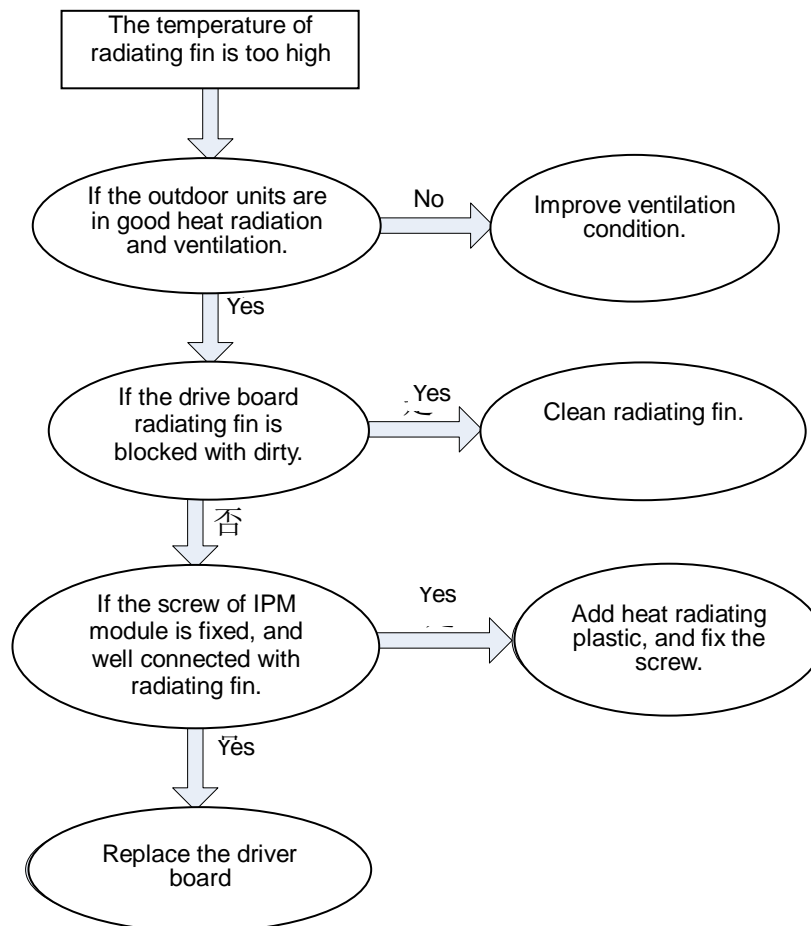 The temperature of
radiating fin is too high
If the outdoor units are
in good heat radiation
and ventilation.
No
Improve ventilation
condition.
Yes
If the drive board
radiating fin is
blocked with dirty.
Yes
Clean radiating fin.
否
If the screw of IPM
module is fixed, and
well connected with
radiating fin.
Yes
Add heat radiating
plastic, and fix the
screw.
Yes
Replace the driver
board